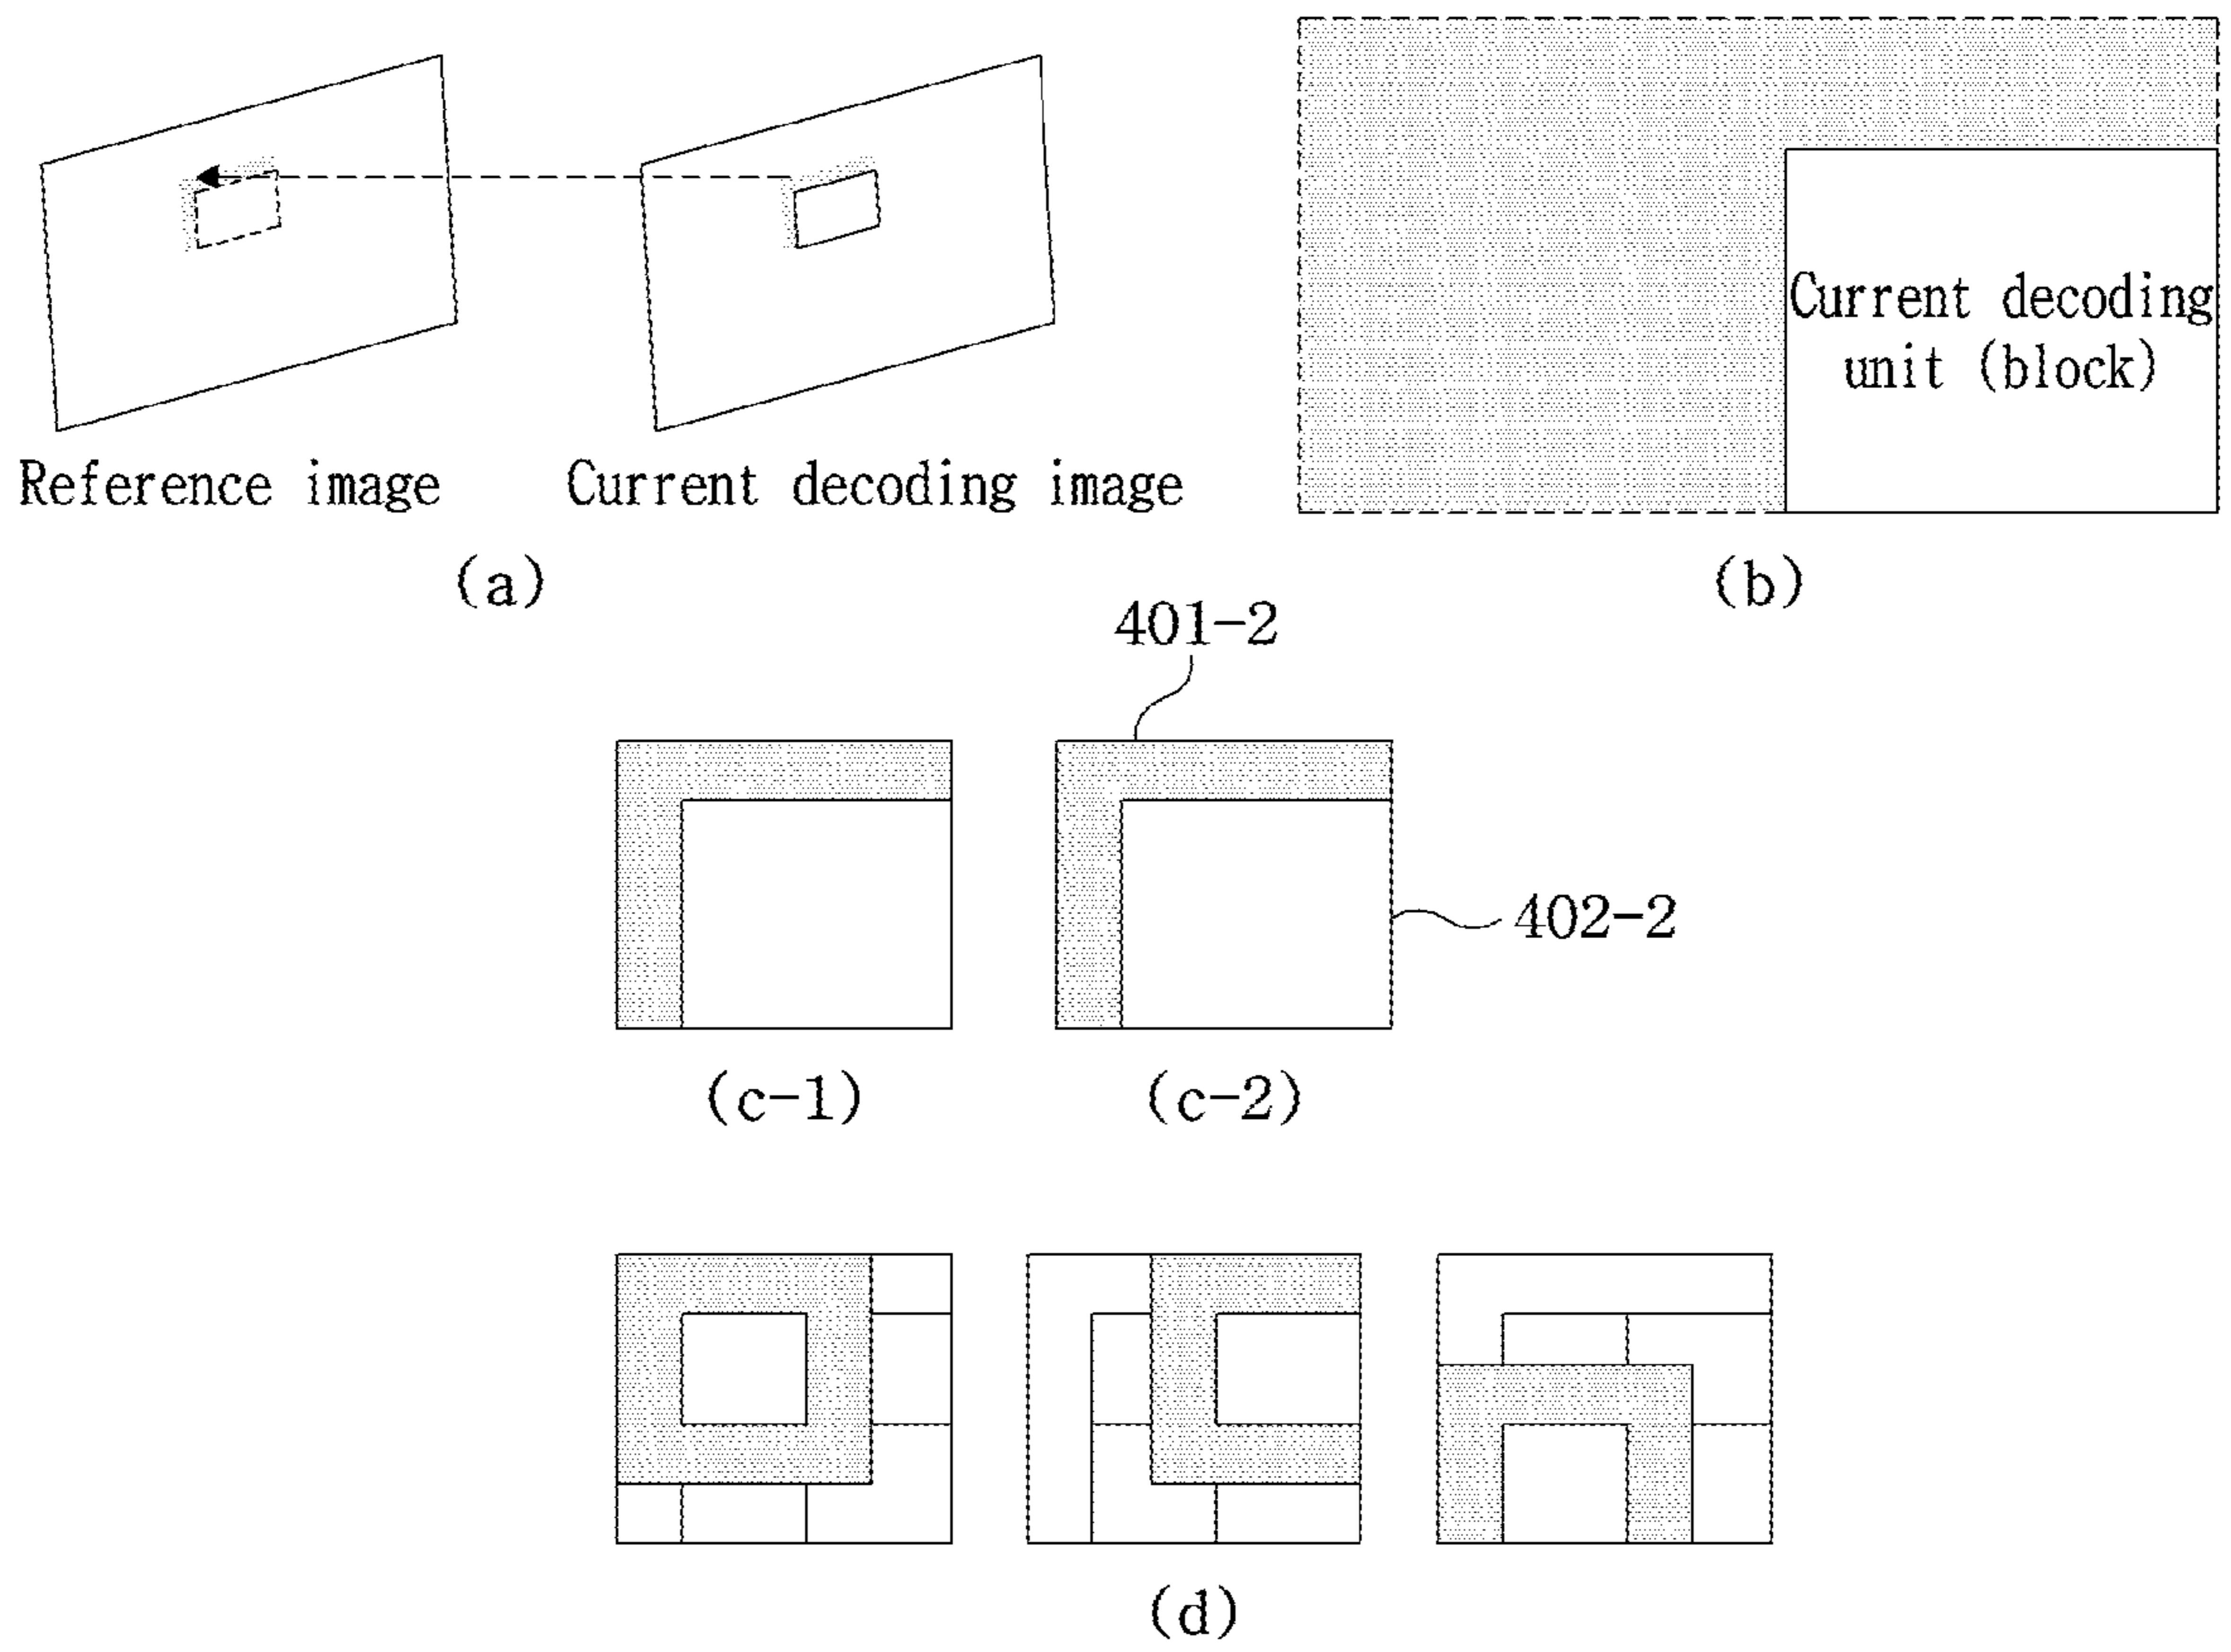 Current decoding
unit (block)
Reference image
Current decoding image
(a)
(b)
401-2
402-2
(c-1)
(c-2)
(d)